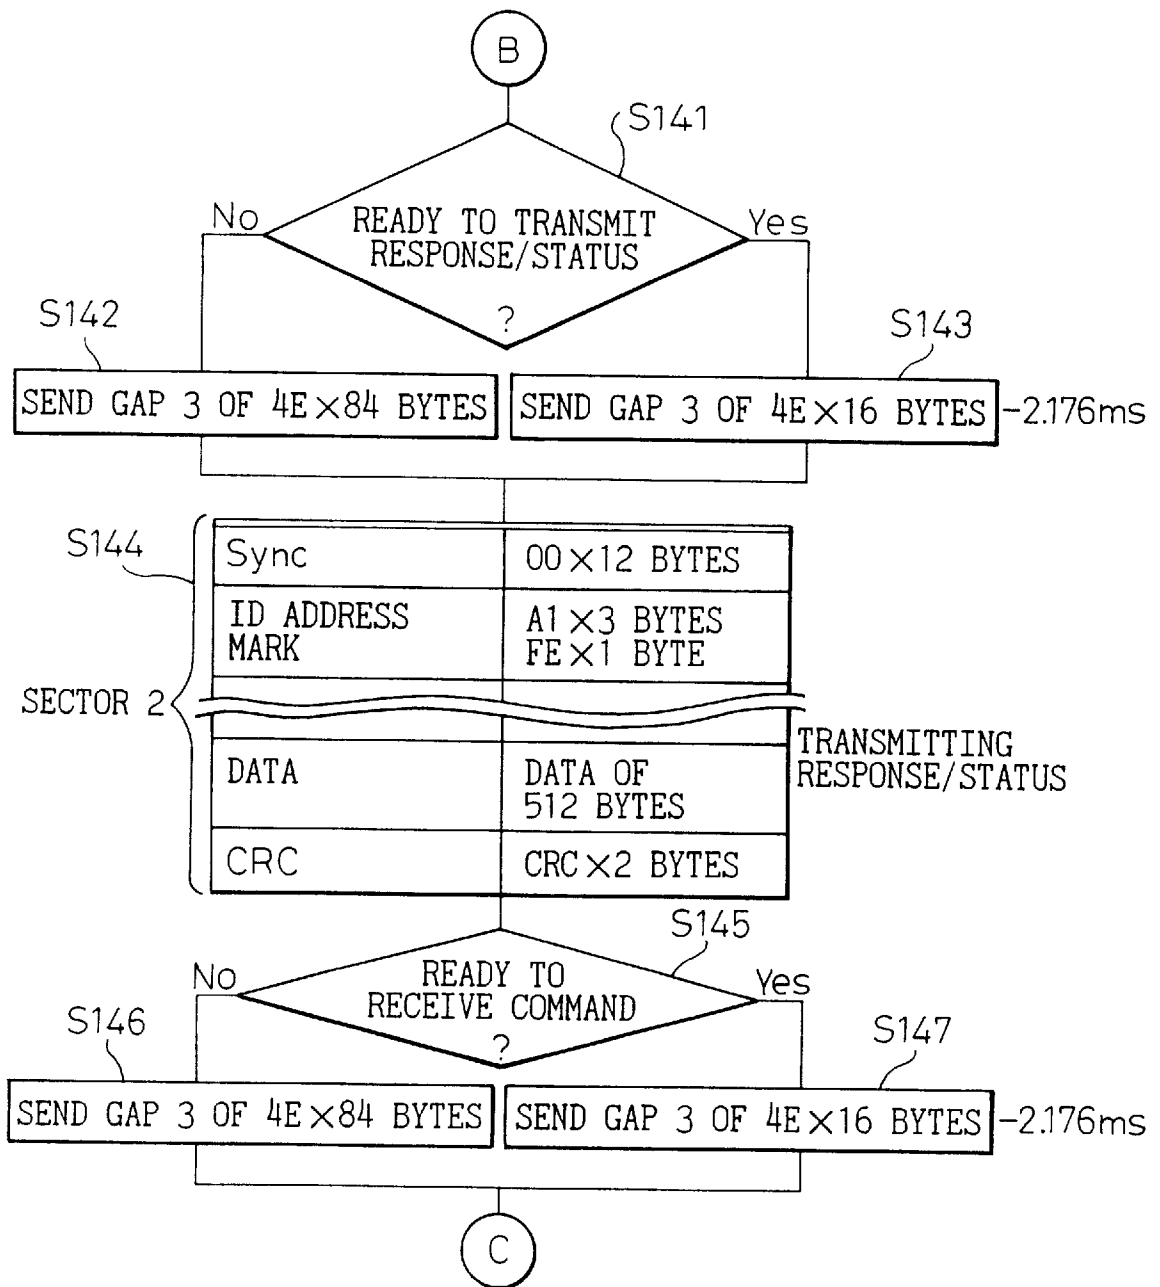 B
S141
No
READY TO TRANSMIT
RESPONSE/STATUS
?
Yes
S142
S143
SEND GAP 3 OF 4E×84 BYTES
SEND GAP 3 OF 4E×16 BYTES
-2.176ms
S144
SECTOR 2
Sync
00×12 BYTES
ID ADDRESS
MARK
A1×3 BYTES
FE×1 BYTE
DATA
DATA OF
512 BYTES
TRANSMITTING
RESPONSE/STATUS
CRC
CRC×2 BYTES
S145
No
READY TO
RECEIVE COMMAND
?
Yes
S146
S147
SEND GAP 3 OF 4E×84 BYTES
SEND GAP 3 OF 4E×16 BYTES
-2.176ms
C